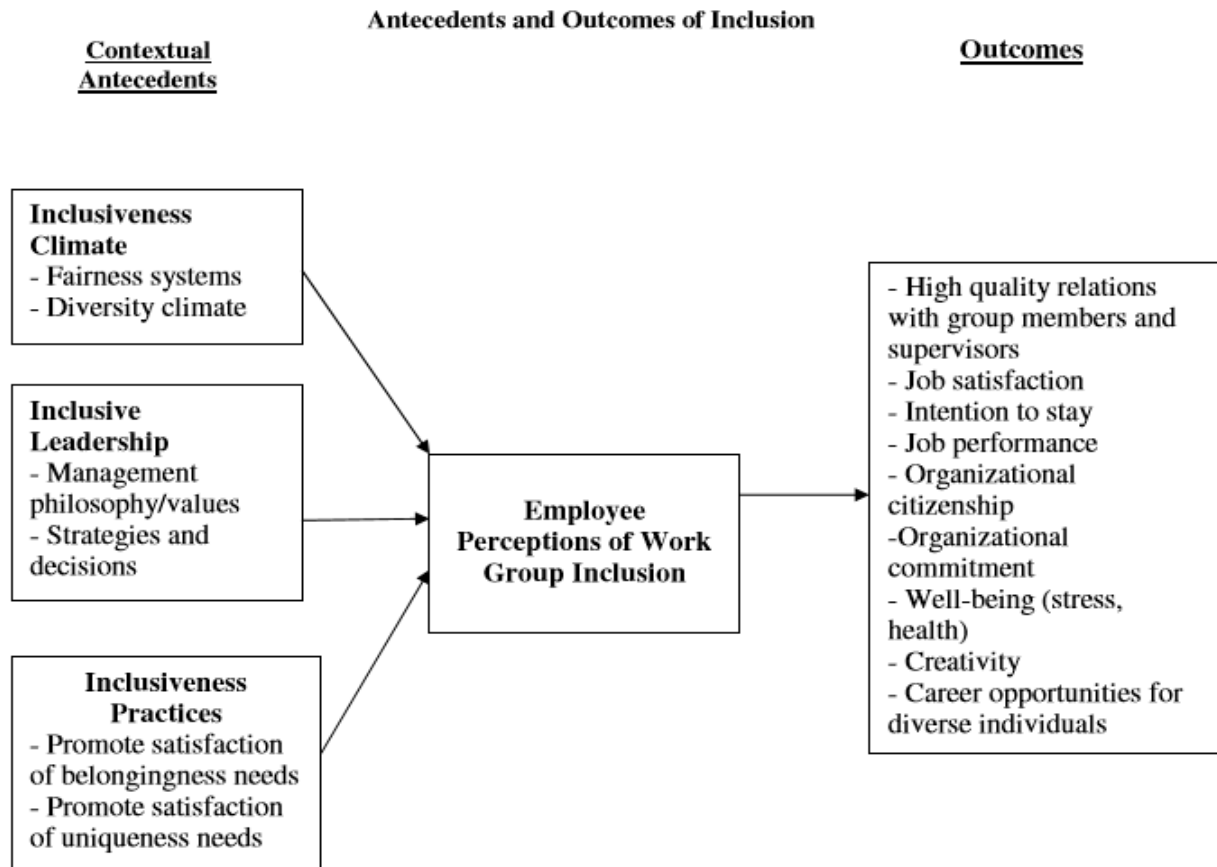 Antecedents and Outcomes of Inclusion
Contextual
Antecedents
Outcomes
Inclusiveness
Climate
- Fairness systems
- Diversity climate
Inclusive
Leadership
- Management
philosophy/values
- Strategies and
decisions
Inclusiveness
Practices
- Promote satisfaction
of belongingness needs
- Promote satisfaction
of uniqueness needs
Employee
Perceptions of Work
Group Inclusion
- High quality relations
with group members and
supervisors
- Job satisfaction
- Intention to stay
- Job performance
- Organizational
citizenship
-Organizational
commitment
- Well-being (stress,
health)
- Creativity
- Career opportunities for
diverse individuals